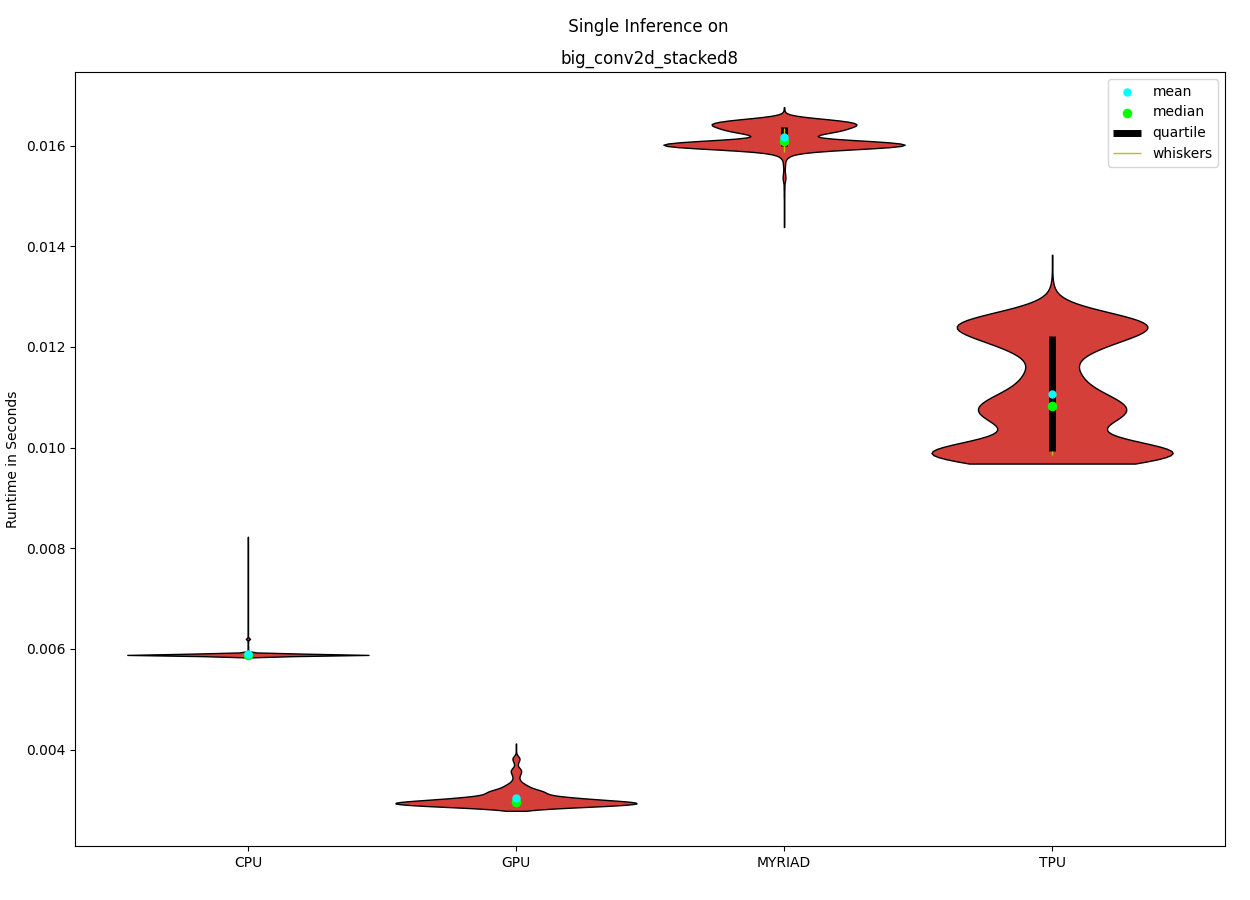 Single Inference on
big_conv2d_stacked8
mean
median
quartile
whiskers
Runtime in Seconds
0.016
0.014
0.012
0.010
0.008
0.006
0.004
CPU
GPU
MYRIAD
TPU